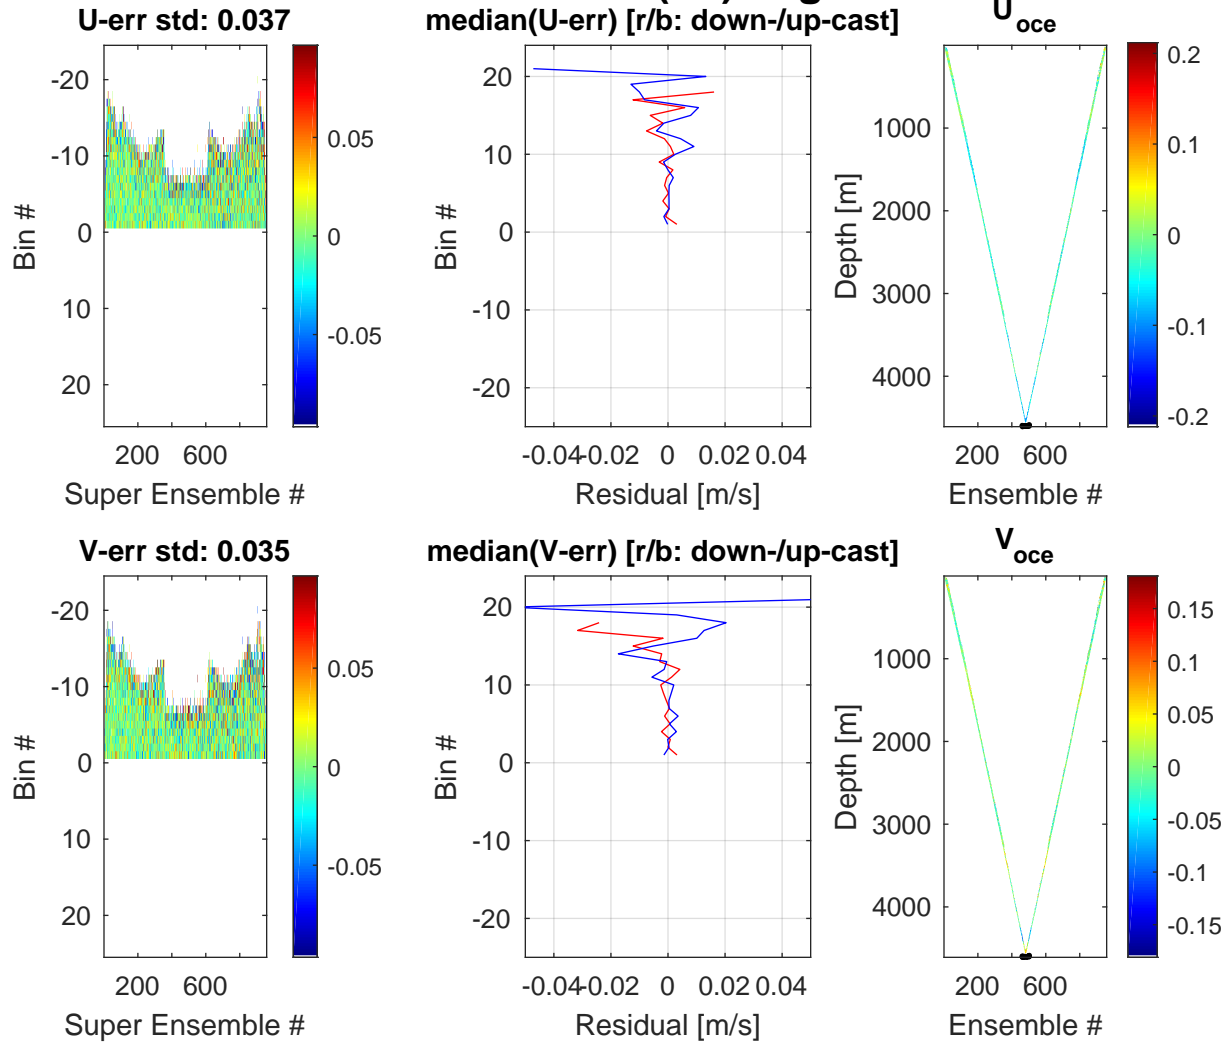 U-err std: 0.037
-20
-10
0
10
20
Bin #
200 600
Super Ensemble #
0.05
0
-0.05
median(U-err) [r/b: down-/up-cast]
20
10
0
-10
-20
Bin #
-0.04 -0.02 0 0.02 0.04
Residual [m/s]
U oce
1000
2000
3000
4000
Depth [m]
200 600
Ensemble #
0.2
0.1
0
-0.1
-0.2
V-err std: 0.035
-20
-10
0
10
20
Bin #
200 600
Super Ensemble #
0.05
0
-0.05
median(V-err) [r/b: down-/up-cast]
20
10
0
-10
-20
Bin #
-0.04 -0.02 0 0.02 0.04
Residual [m/s]
V oce
1000
2000
3000
4000
Depth [m]
200 600
Ensemble #
0.15
0.1
0.05
0
-0.05
-0.1
-0.15